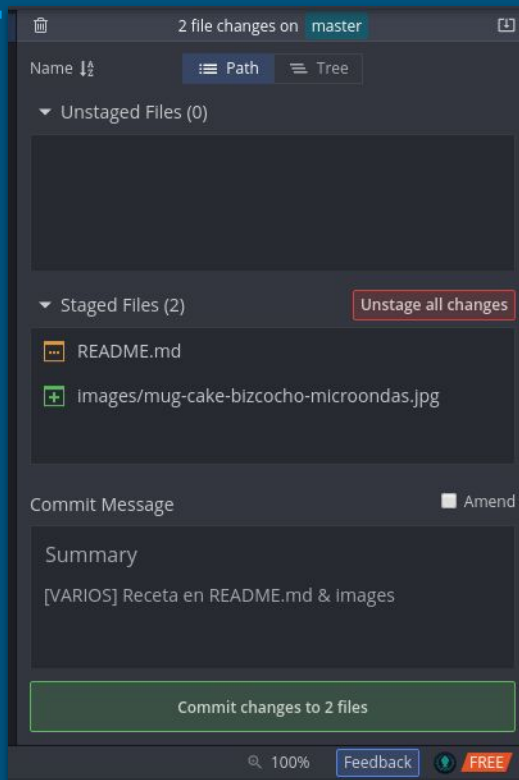 2 file changes on master
Name
Path
Tree
Unstaged Files (0)
Staged Files (2)
Unstage all changes
README.md
images/mug-cake-bizcocho-microondas.jpg
Commit Message
Amend
Summary
[VARIOS] Receta en README.md & images
Commit changes to 2 files
100%
Feedback
FREE